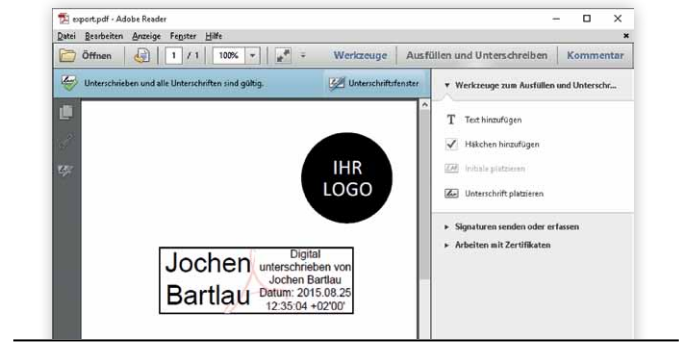 export.pdf - Adobe Reader
Datei Bearbeiten Anzeige Fenster Hilfe
Öffnen 1 / 1 100% Werkzeuge Ausfüllen und Unterschreiben Kommentar
Unterschrieben und alle Unterschriften sind gültig. Unterschriftsfenster
Werkzeuge zum Ausfüllen und Unterschr...
Text hinzufügen
Häkchen hinzufügen
Initiale platzieren
Unterschrift platzieren
Signaturen senden oder erfassen
Arbeiten mit Zertifikaten
IHR
LOGO
Jochen
Bartlau
Digital
unterschrieben von
Jochen Bartlau
Datum: 2015.08.25
12:35:04 +02'00'